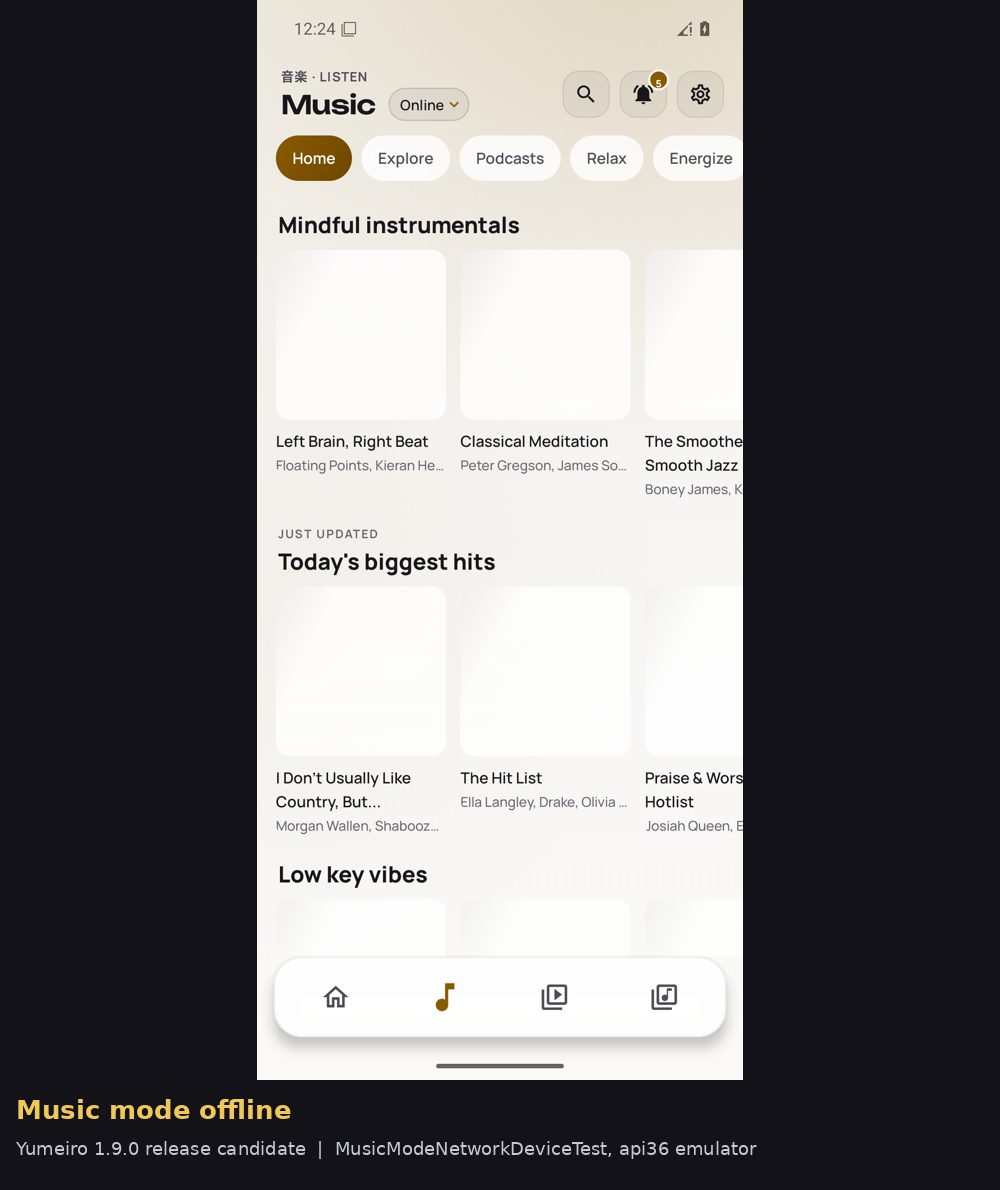 12:24
音楽 · LISTEN
Music
Online
5
Home
Explore
Podcasts
Relax
Energize
Mindful instrumentals
Left Brain, Right Beat
Floating Points, Kieran He...
Classical Meditation
Peter Gregson, James So...
The Smoothe
Smooth Jazz
Boney James, K
JUST UPDATED
Today's biggest hits
I Don't Usually Like
Country, But...
Morgan Wallen, Shabooz...
The Hit List
Ella Langley, Drake, Olivia ...
Praise & Wors
Hotlist
Josiah Queen, E
Low key vibes
Music mode offline
Yumeiro 1.9.0 release candidate | MusicModeNetworkDeviceTest, api36 emulator